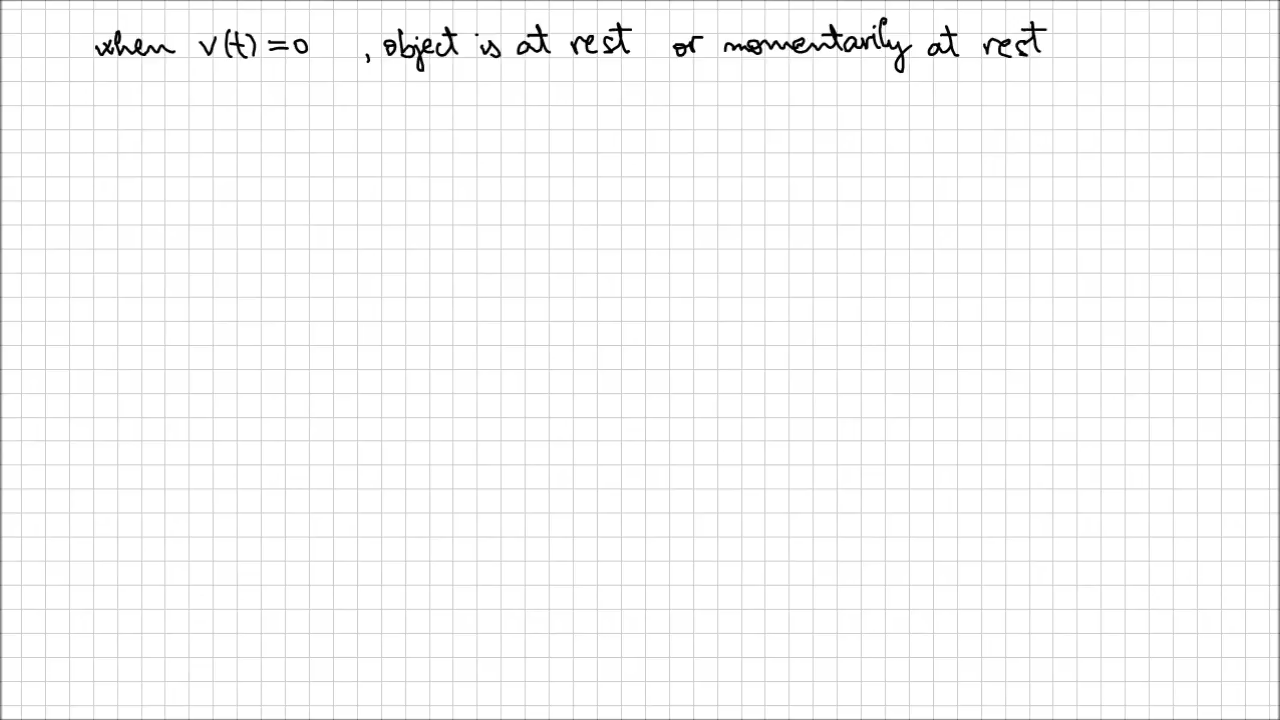 when v(t) = 0 , object is at rest or momentarily at rest